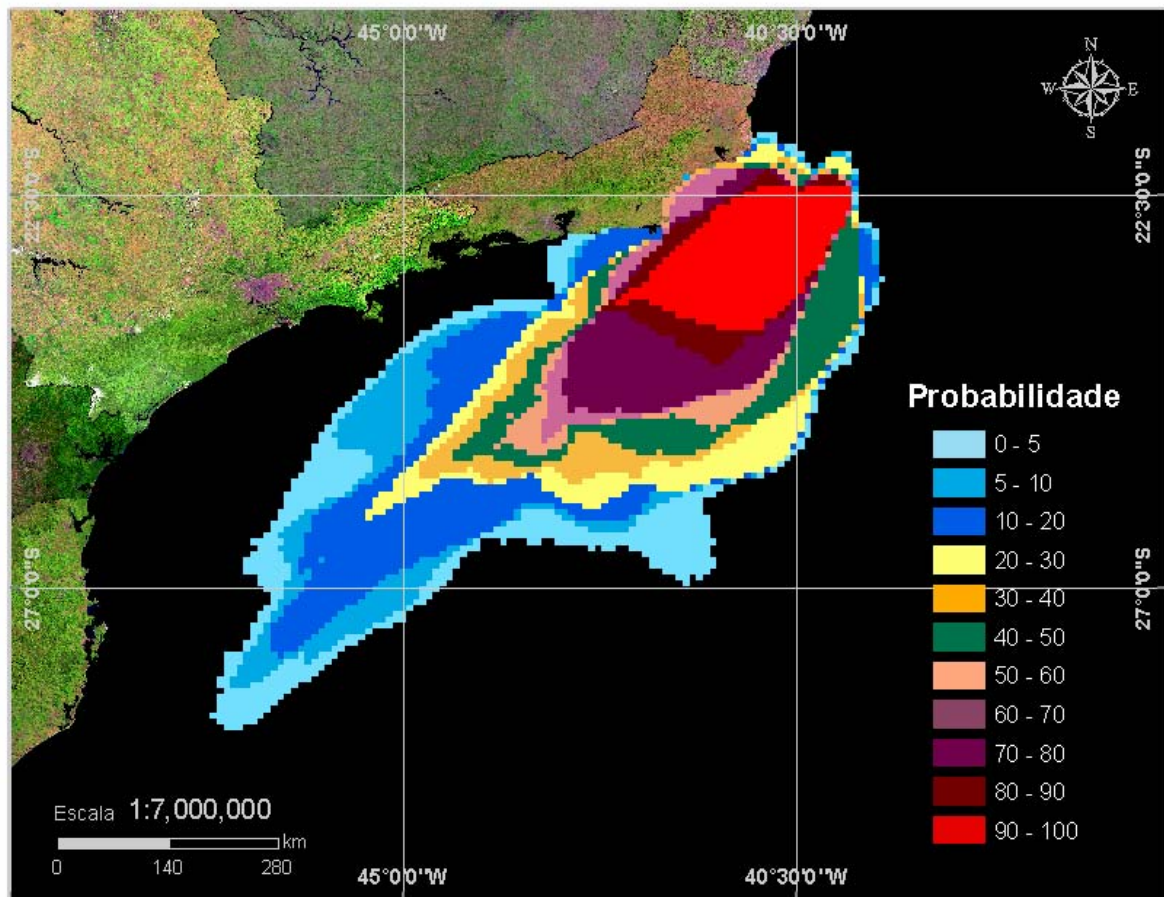 45°0'0"W
40°30'0"W
N
W E
S
22°30'0"S
22°30'0"S
Probabilidade
0 - 5
5 - 10
10 - 20
20 - 30
30 - 40
40 - 50
50 - 60
60 - 70
70 - 80
80 - 90
90 - 100
27°0'0"S
27°0'0"S
Escala 1:7,000,000
km
0 140 280
45°0'0"W
40°30'0"W